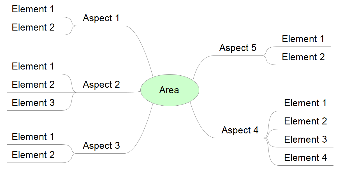 Element 1
Element 2
Aspect 1
Element 1
Element 2
Element 3
Aspect 2
Element 1
Element 2
Aspect 3
Area
Aspect 5
Element 1
Element 2
Aspect 4
Element 1
Element 2
Element 3
Element 4